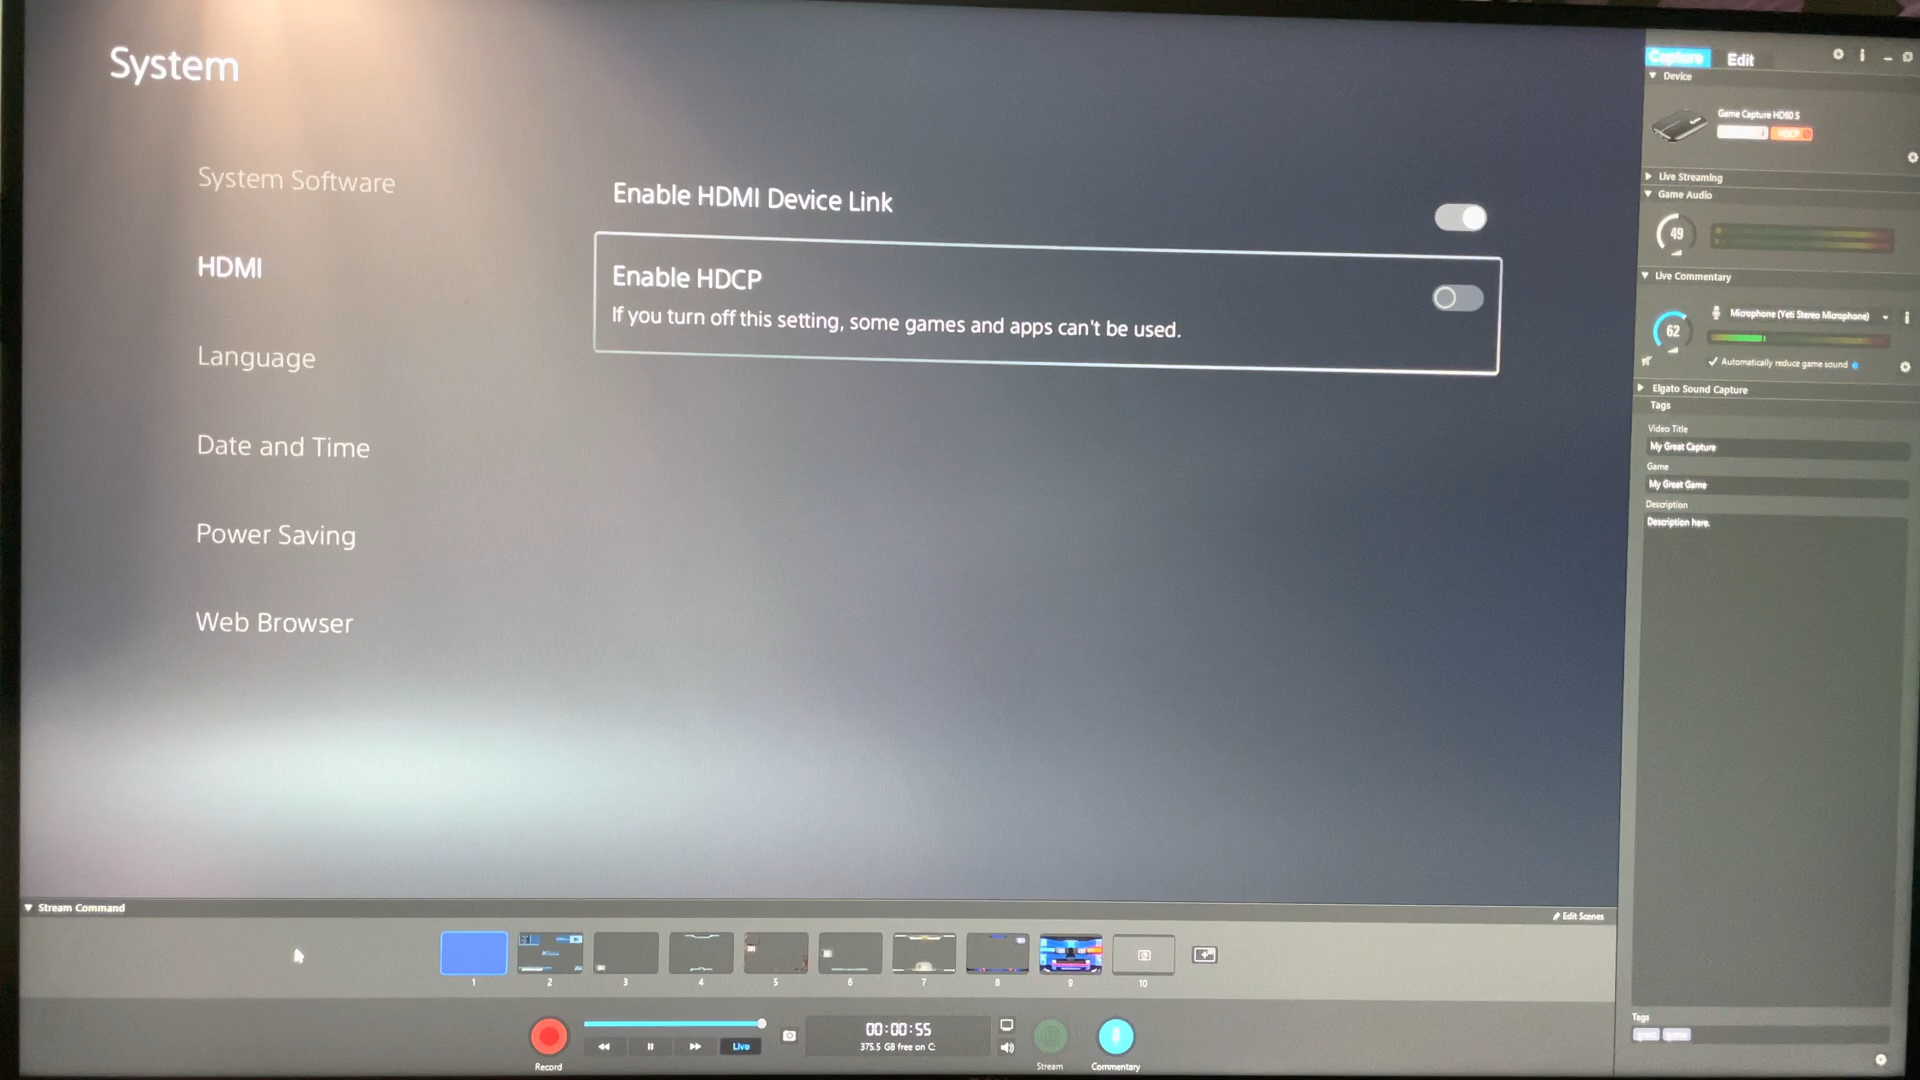 System
System Software
HDMI
Language
Date and Time
Power Saving
Web Browser
Enable HDMI Device Link
Enable HDCP
If you turn off this setting, some games and apps can't be used.
Capture Edit
Device
Game Capture HD60 S
HDCP
Live Streaming
Game Audio
49
Live Commentary
Microphone (Yeti Stereo Microphone)
62
Automatically reduce game sound
Elgato Sound Capture
Tags
Video Title
My Great Capture
Game
My Great Game
Description
Description here.
Tags
great game
Stream Command
Edit Scenes
1 2 3 4 5 6 7 8 9 10
00:00:55
375.5 GB free on C:
Live
Record
Stream
Commentary